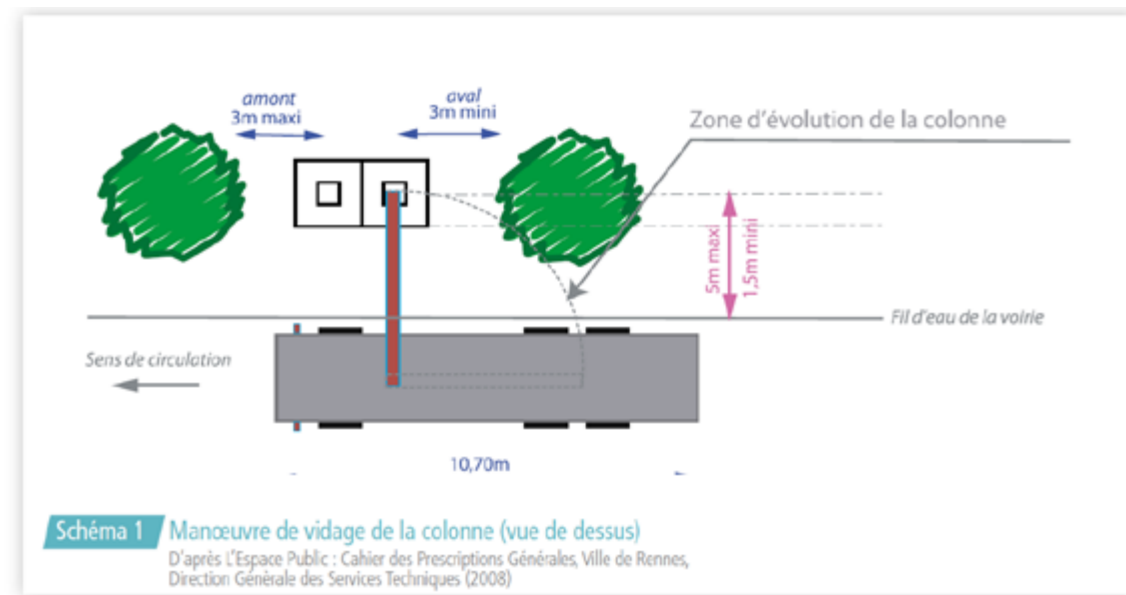 amont
3m maxi
aval
3m mini
Zone d'évolution de la colonne
5m maxi
1,5m mini
Fil d'eau de la voirie
Sens de circulation
10,70m
Schéma 1 Manœuvre de vidage de la colonne (vue de dessus)
D'après L'Espace Public : Cahier des Prescriptions Générales, Ville de Rennes,
Direction Générale des Services Techniques (2008)